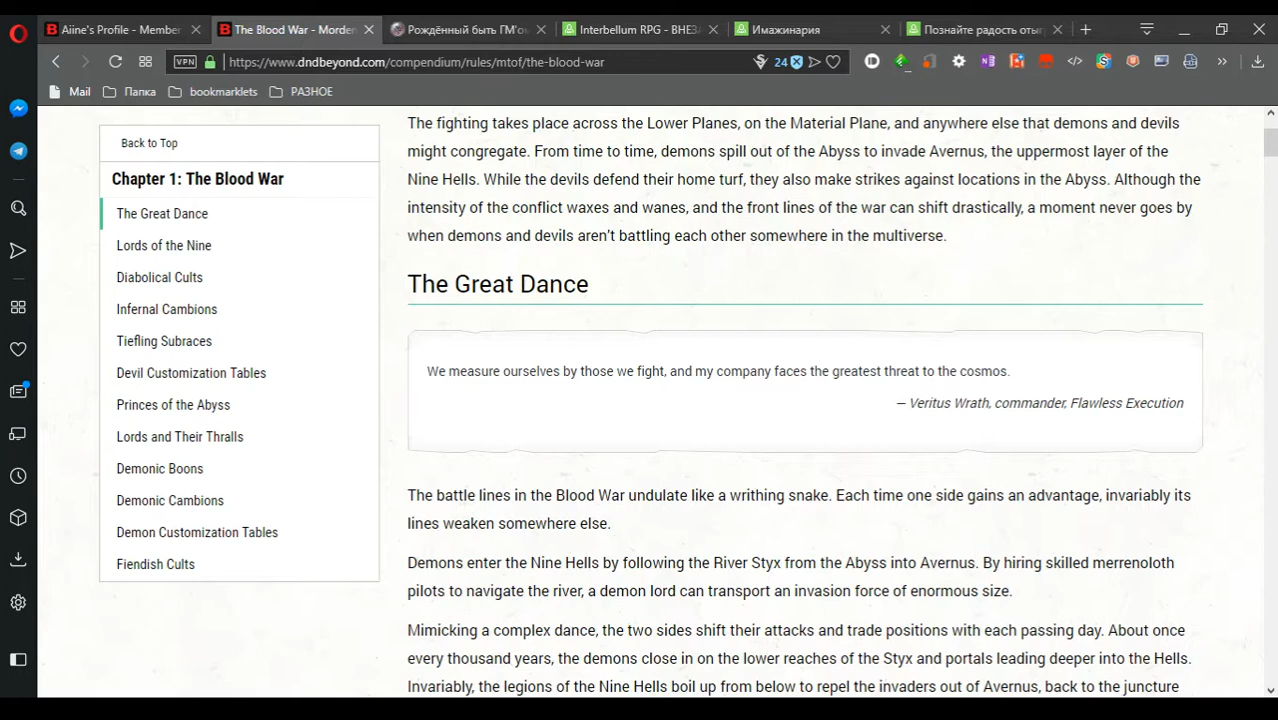 Aiine's Profile - Member
The Blood War - Morden
Рождённый быть ГМ'о
Interbellum RPG - ВНЕЗ
Имажинария
Познайте радость оты
VPN
https://www.dndbeyond.com/compendium/rules/mtof/the-blood-war
24
Mail
Папка
bookmarklets
РАЗНОЕ
Back to Top
Chapter 1: The Blood War
The Great Dance
Lords of the Nine
Diabolical Cults
Infernal Cambions
Tiefling Subraces
Devil Customization Tables
Princes of the Abyss
Lords and Their Thralls
Demonic Boons
Demonic Cambions
Demon Customization Tables
Fiendish Cults
The fighting takes place across the Lower Planes, on the Material Plane, and anywhere else that demons and devils
might congregate. From time to time, demons spill out of the Abyss to invade Avernus, the uppermost layer of the
Nine Hells. While the devils defend their home turf, they also make strikes against locations in the Abyss. Although the
intensity of the conflict waxes and wanes, and the front lines of the war can shift drastically, a moment never goes by
when demons and devils aren't battling each other somewhere in the multiverse.
The Great Dance
We measure ourselves by those we fight, and my company faces the greatest threat to the cosmos.
— Veritus Wrath, commander, Flawless Execution
The battle lines in the Blood War undulate like a writhing snake. Each time one side gains an advantage, invariably its
lines weaken somewhere else.
Demons enter the Nine Hells by following the River Styx from the Abyss into Avernus. By hiring skilled merrenoloth
pilots to navigate the river, a demon lord can transport an invasion force of enormous size.
Mimicking a complex dance, the two sides shift their attacks and trade positions with each passing day. About once
every thousand years, the demons close in on the lower reaches of the Styx and portals leading deeper into the Hells.
Invariably, the legions of the Nine Hells boil up from below to repel the invaders out of Avernus, back to the juncture